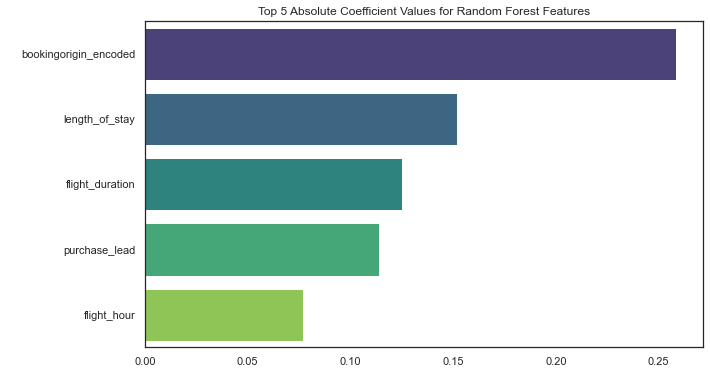 Top 5 Absolute Coefficient Values for Random Forest Features
bookingorigin_encoded
length_of_stay
flight_duration
purchase_lead
flight_hour
0.00 0.05 0.10 0.15 0.20 0.25